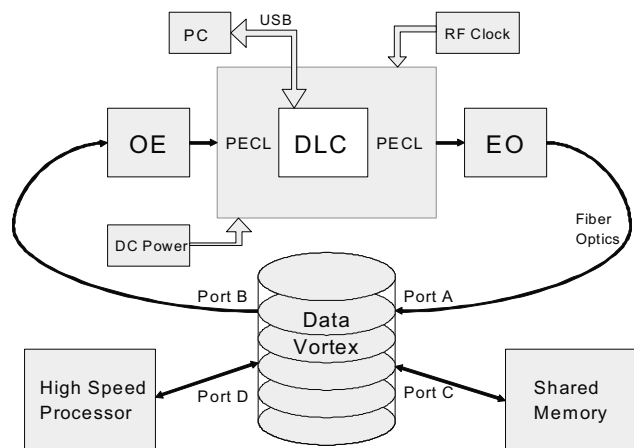 USB
PC
RF Clock
OE
PECL
DLC
PECL
EO
Fiber
Optics
DC Power
Port B
Port A
Data
Vortex
High Speed
Processor
Port D
Port C
Shared
Memory